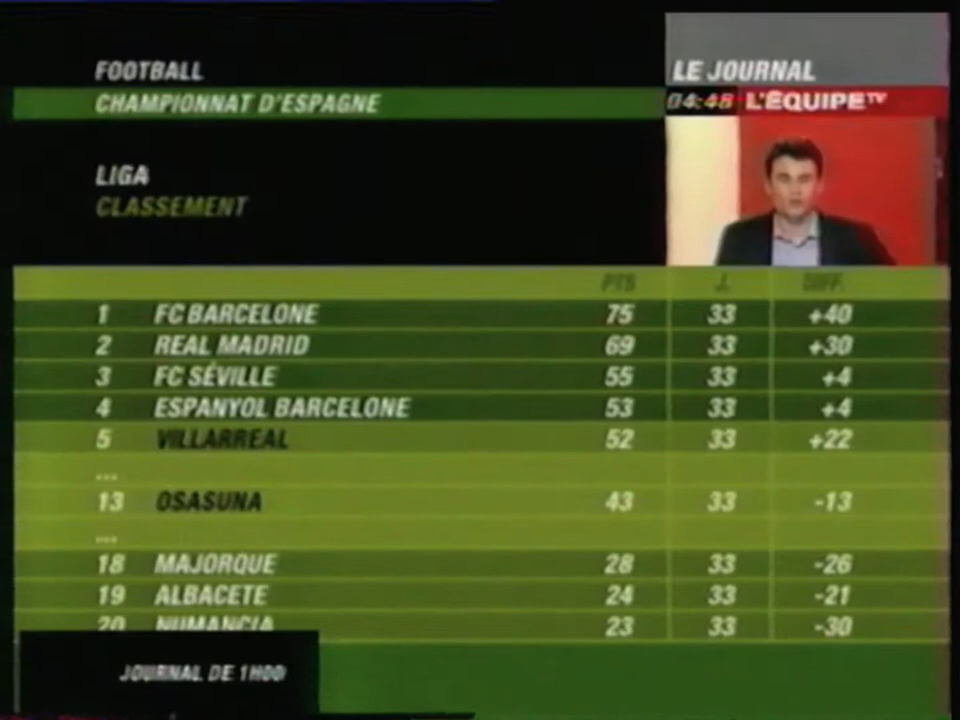 FOOTBALL
LE JOURNAL
CHAMPIONNAT D'ESPAGNE
04:48 L'ÉQUIPE TV
LIGA
CLASSEMENT
PTS J. DIFF.
1 FC BARCELONE 75 33 +40
2 REAL MADRID 69 33 +30
3 FC SÉVILLE 55 33 +4
4 ESPANYOL BARCELONE 53 33 +4
5 VILLARREAL 52 33 +22
...
13 OSASUNA 43 33 -13
...
18 MAJORQUE 28 33 -26
19 ALBACETE 24 33 -21
20 NUMANCIA 23 33 -30
JOURNAL DE 1H00